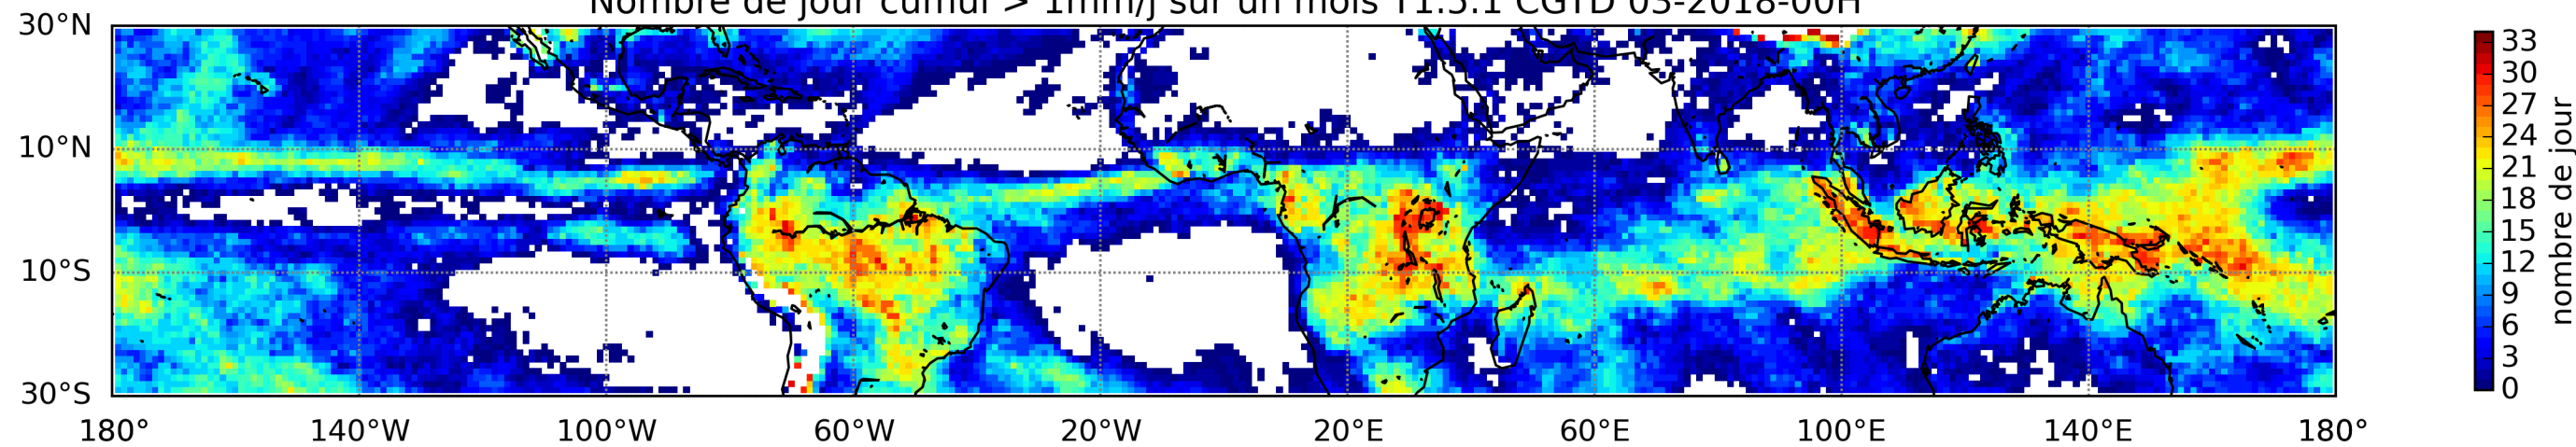 Nombre de jour cumul > 1mm/j sur un mois T1.5.1 CGTD 03-2018-00H
30°N
10°N
10°S
30°S
180° 140°W 100°W 60°W 20°W 20°E 60°E 100°E 140°E 180°
33
30
27
24
21
18
15
12
9
6
3
0
nombre de jour